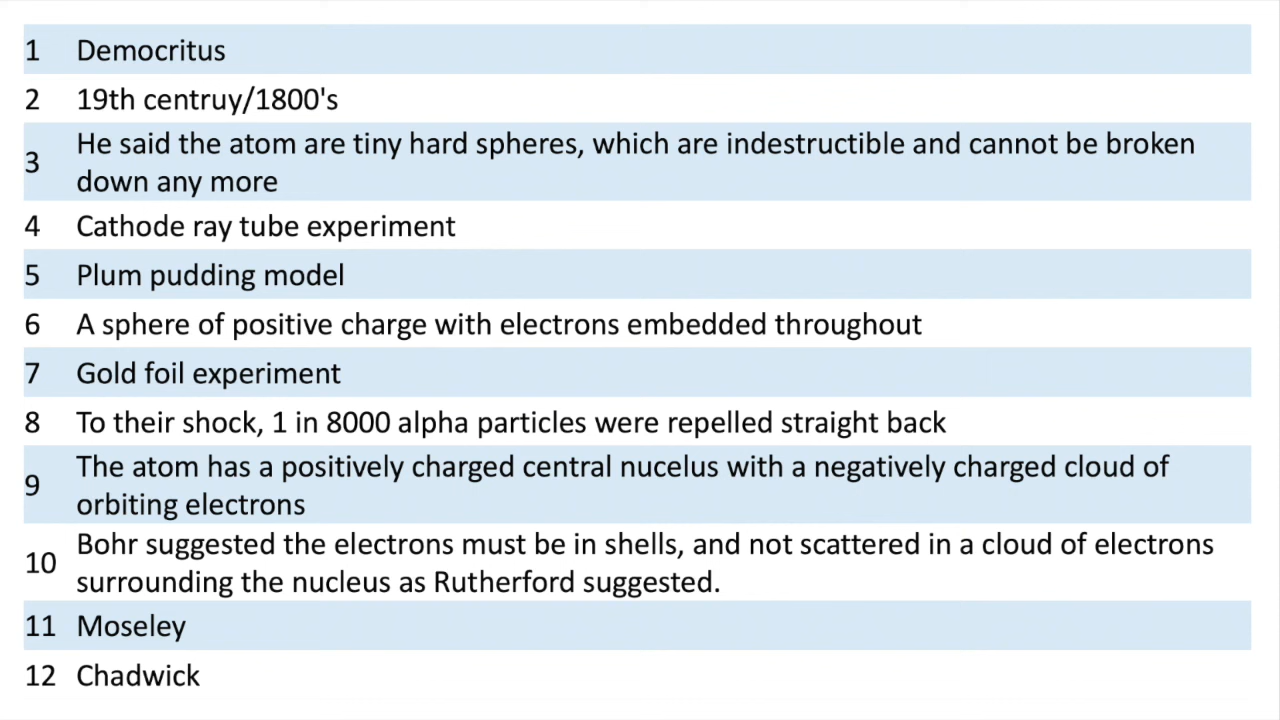 1 Democritus
2 19th centruy/1800's
3 He said the atom are tiny hard spheres, which are indestructible and cannot be broken
down any more
4 Cathode ray tube experiment
5 Plum pudding model
6 A sphere of positive charge with electrons embedded throughout
7 Gold foil experiment
8 To their shock, 1 in 8000 alpha particles were repelled straight back
9 The atom has a positively charged central nucelus with a negatively charged cloud of
orbiting electrons
10 Bohr suggested the electrons must be in shells, and not scattered in a cloud of electrons
surrounding the nucleus as Rutherford suggested.
11 Moseley
12 Chadwick